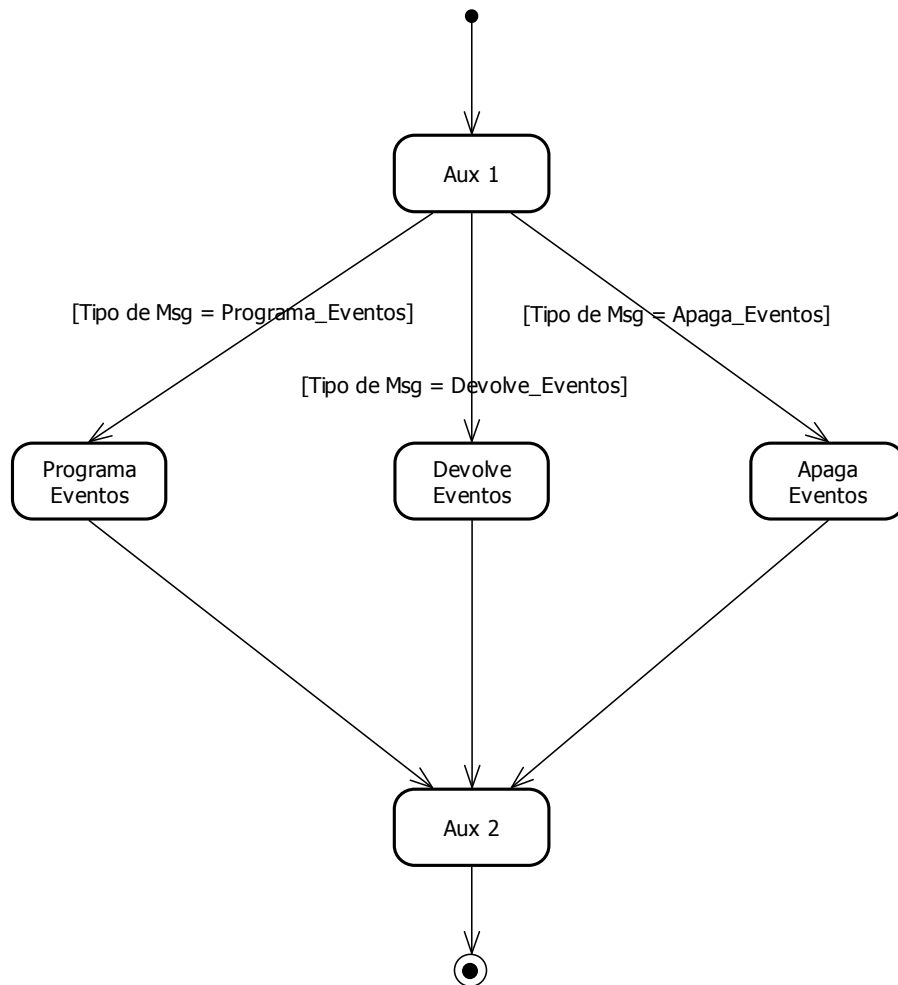 Aux 1
[Tipo de Msg = Programa_Eventos]
[Tipo de Msg = Apaga_Eventos]
[Tipo de Msg = Devolve_Eventos]
Programa
Eventos
Devolve
Eventos
Apaga
Eventos
Aux 2